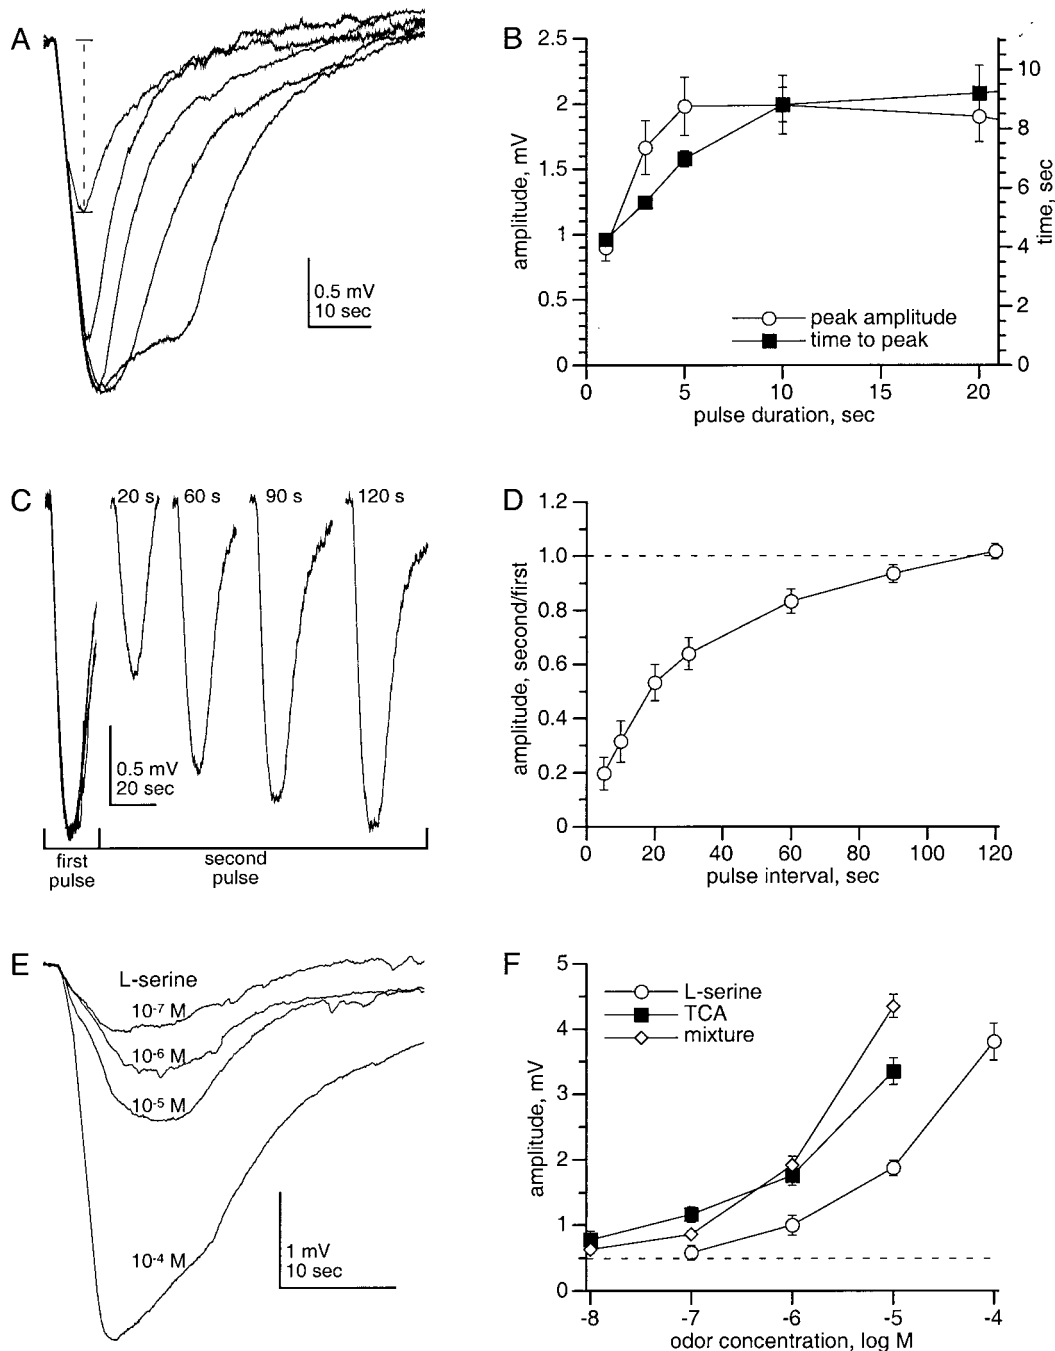 A
0.5 mV
10 sec
B
2.5
2
1.5
1
0.5
0
amplitude, mV
10
8
6
4
2
0
time, sec
peak amplitude
time to peak
0 5 10 15 20
pulse duration, sec
C
20 s 60 s 90 s 120 s
0.5 mV
20 sec
first
pulse
second
pulse
D
1.2
1.0
0.8
0.6
0.4
0.2
0
amplitude, second/first
0 20 40 60 80 100 120
pulse interval, sec
E
L-serine
10-7 M
10-6 M
10-5 M
10-4 M
1 mV
10 sec
F
5
4
3
2
1
0
amplitude, mV
L-serine
TCA
mixture
-8 -7 -6 -5 -4
odor concentration, log M